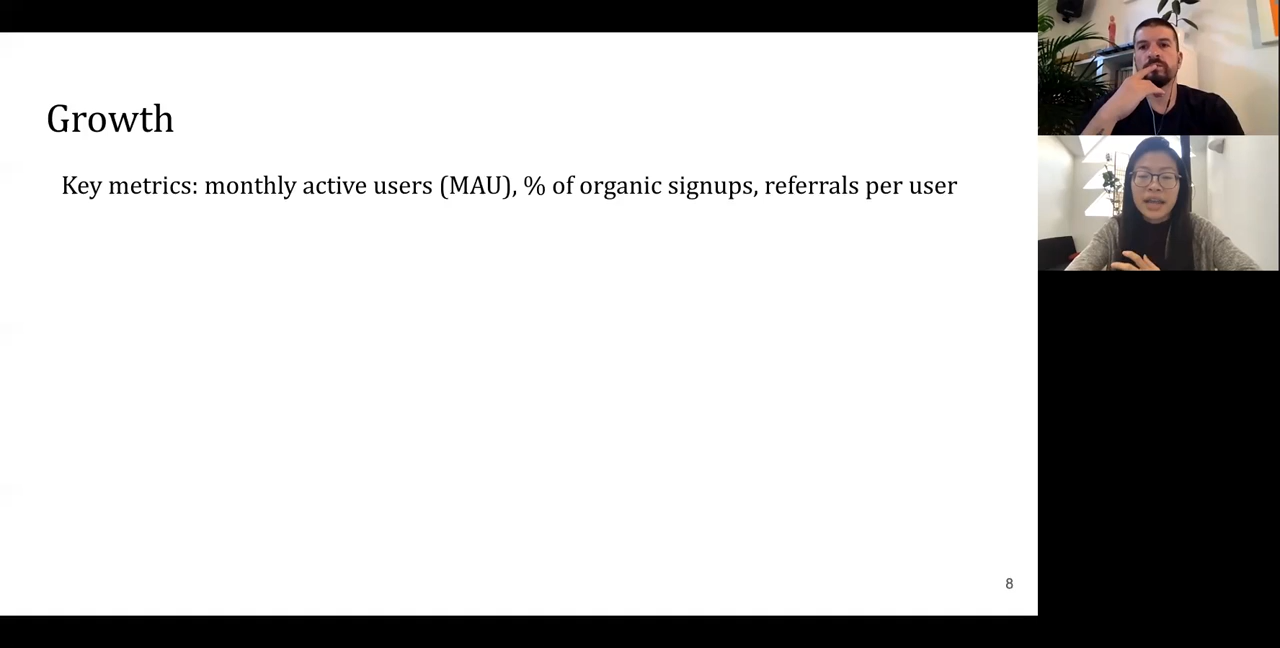 Growth
Key metrics: monthly active users (MAU), % of organic signups, referrals per user
8